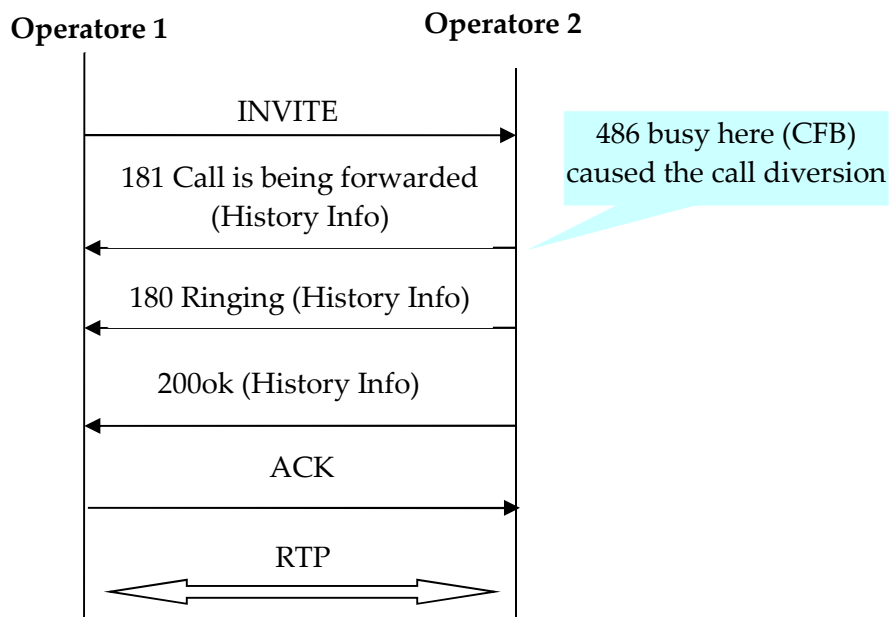 Operatore 1
Operatore 2
INVITE
486 busy here (CFB)
caused the call diversion
181 Call is being forwarded
(History Info)
180 Ringing (History Info)
200ok (History Info)
ACK
RTP